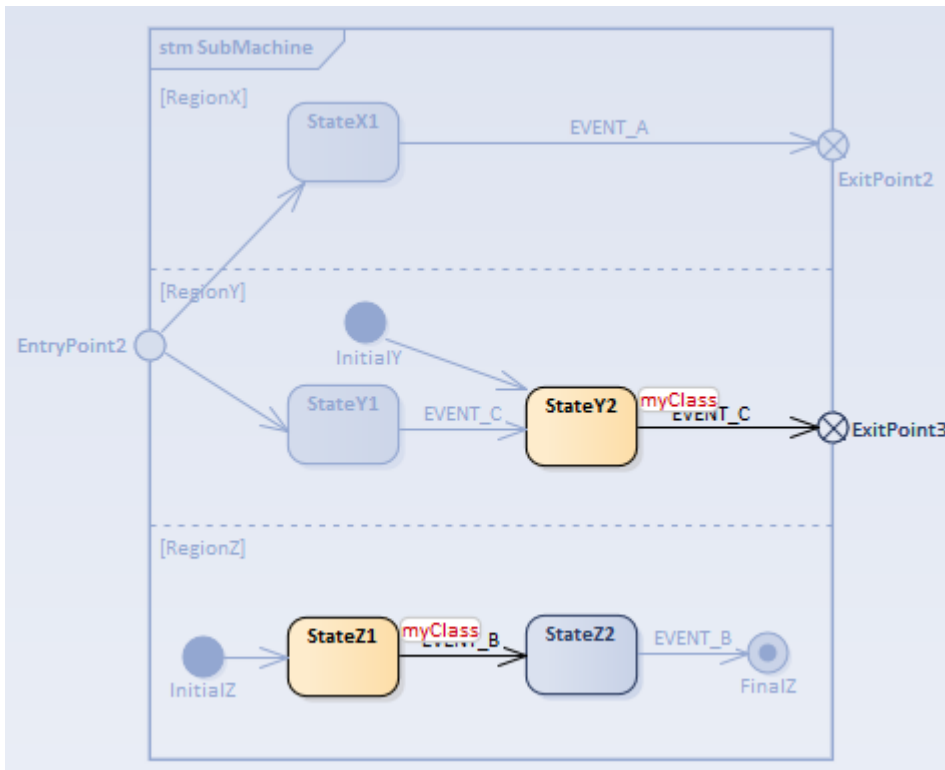 stm SubMachine
[RegionX]
StateX1
EVENT_A
ExitPoint2
[RegionY]
EntryPoint2
InitialY
StateY1
EVENT_C
StateY2
myClass
EVENT_C
ExitPoint3
[RegionZ]
StateZ1
myClass
EVENT_B
StateZ2
EVENT_B
InitialZ
FinalZ